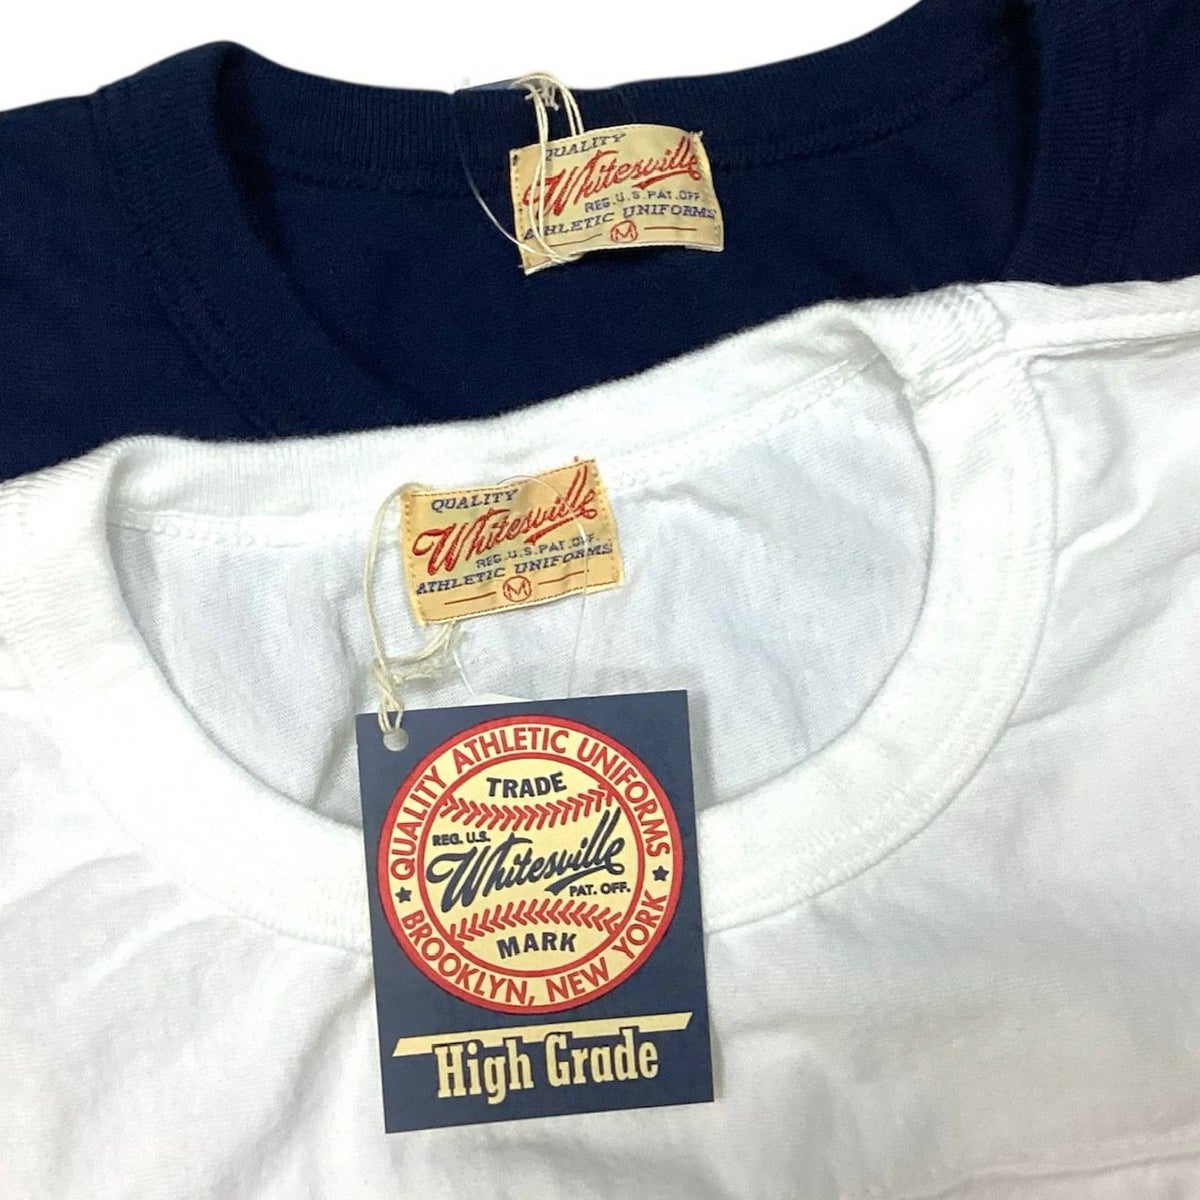 QUALITY
Whitesville
REG. U.S. PAT. OFF.
ATHLETIC UNIFORMS
M
QUALITY
Whitesville
REG. U.S. PAT. OFF.
ATHLETIC UNIFORMS
M
QUALITY ATHLETIC UNIFORMS
TRADE
REG. U.S.
Whitesville
PAT. OFF.
MARK
BROOKLYN, NEW YORK
High Grade